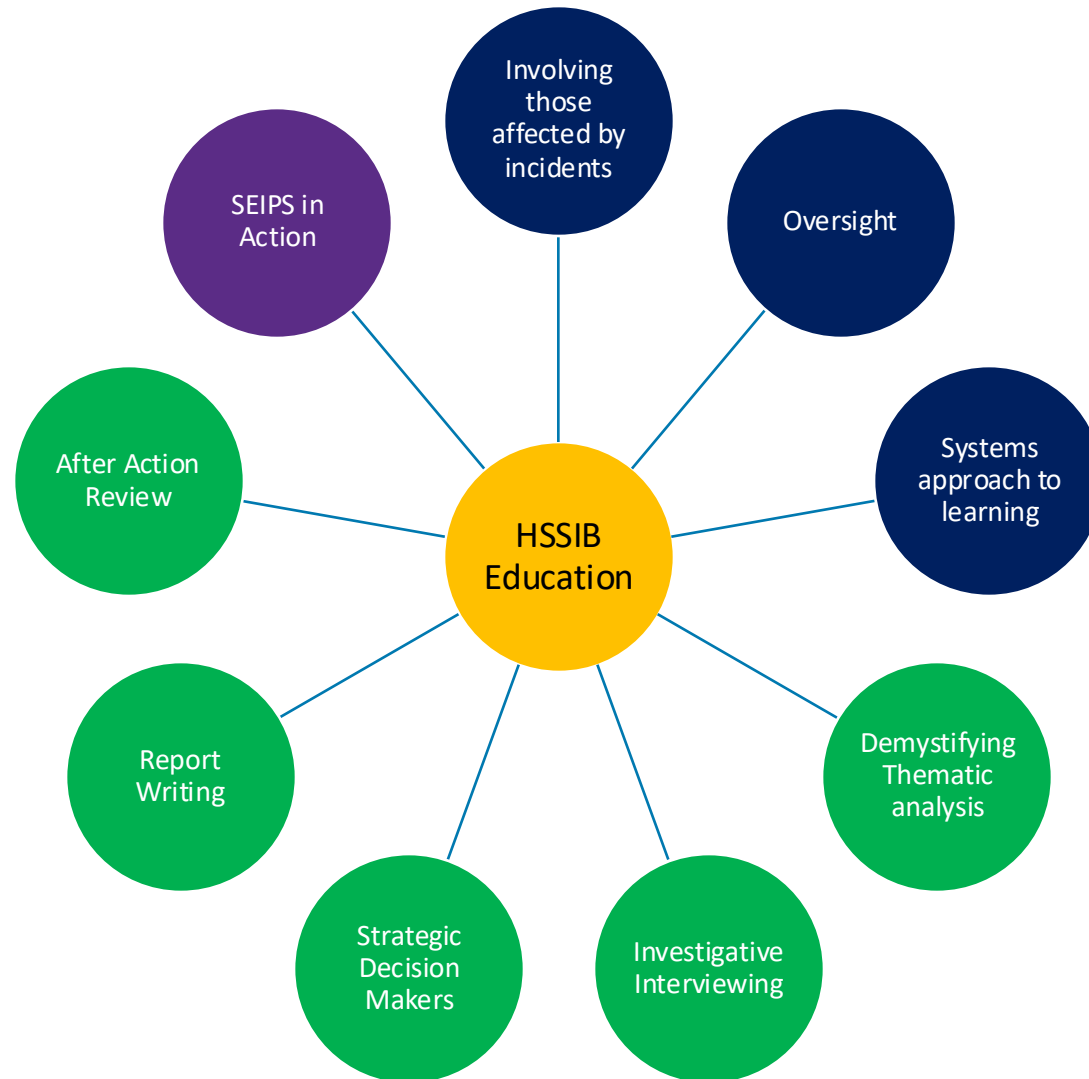 Involving
those
affected by
incidents
Oversight
Systems
approach to
learning
Demystifying
Thematic
analysis
Investigative
Interviewing
Strategic
Decision
Makers
Report
Writing
After Action
Review
SEIPS in
Action
HSSIB
Education